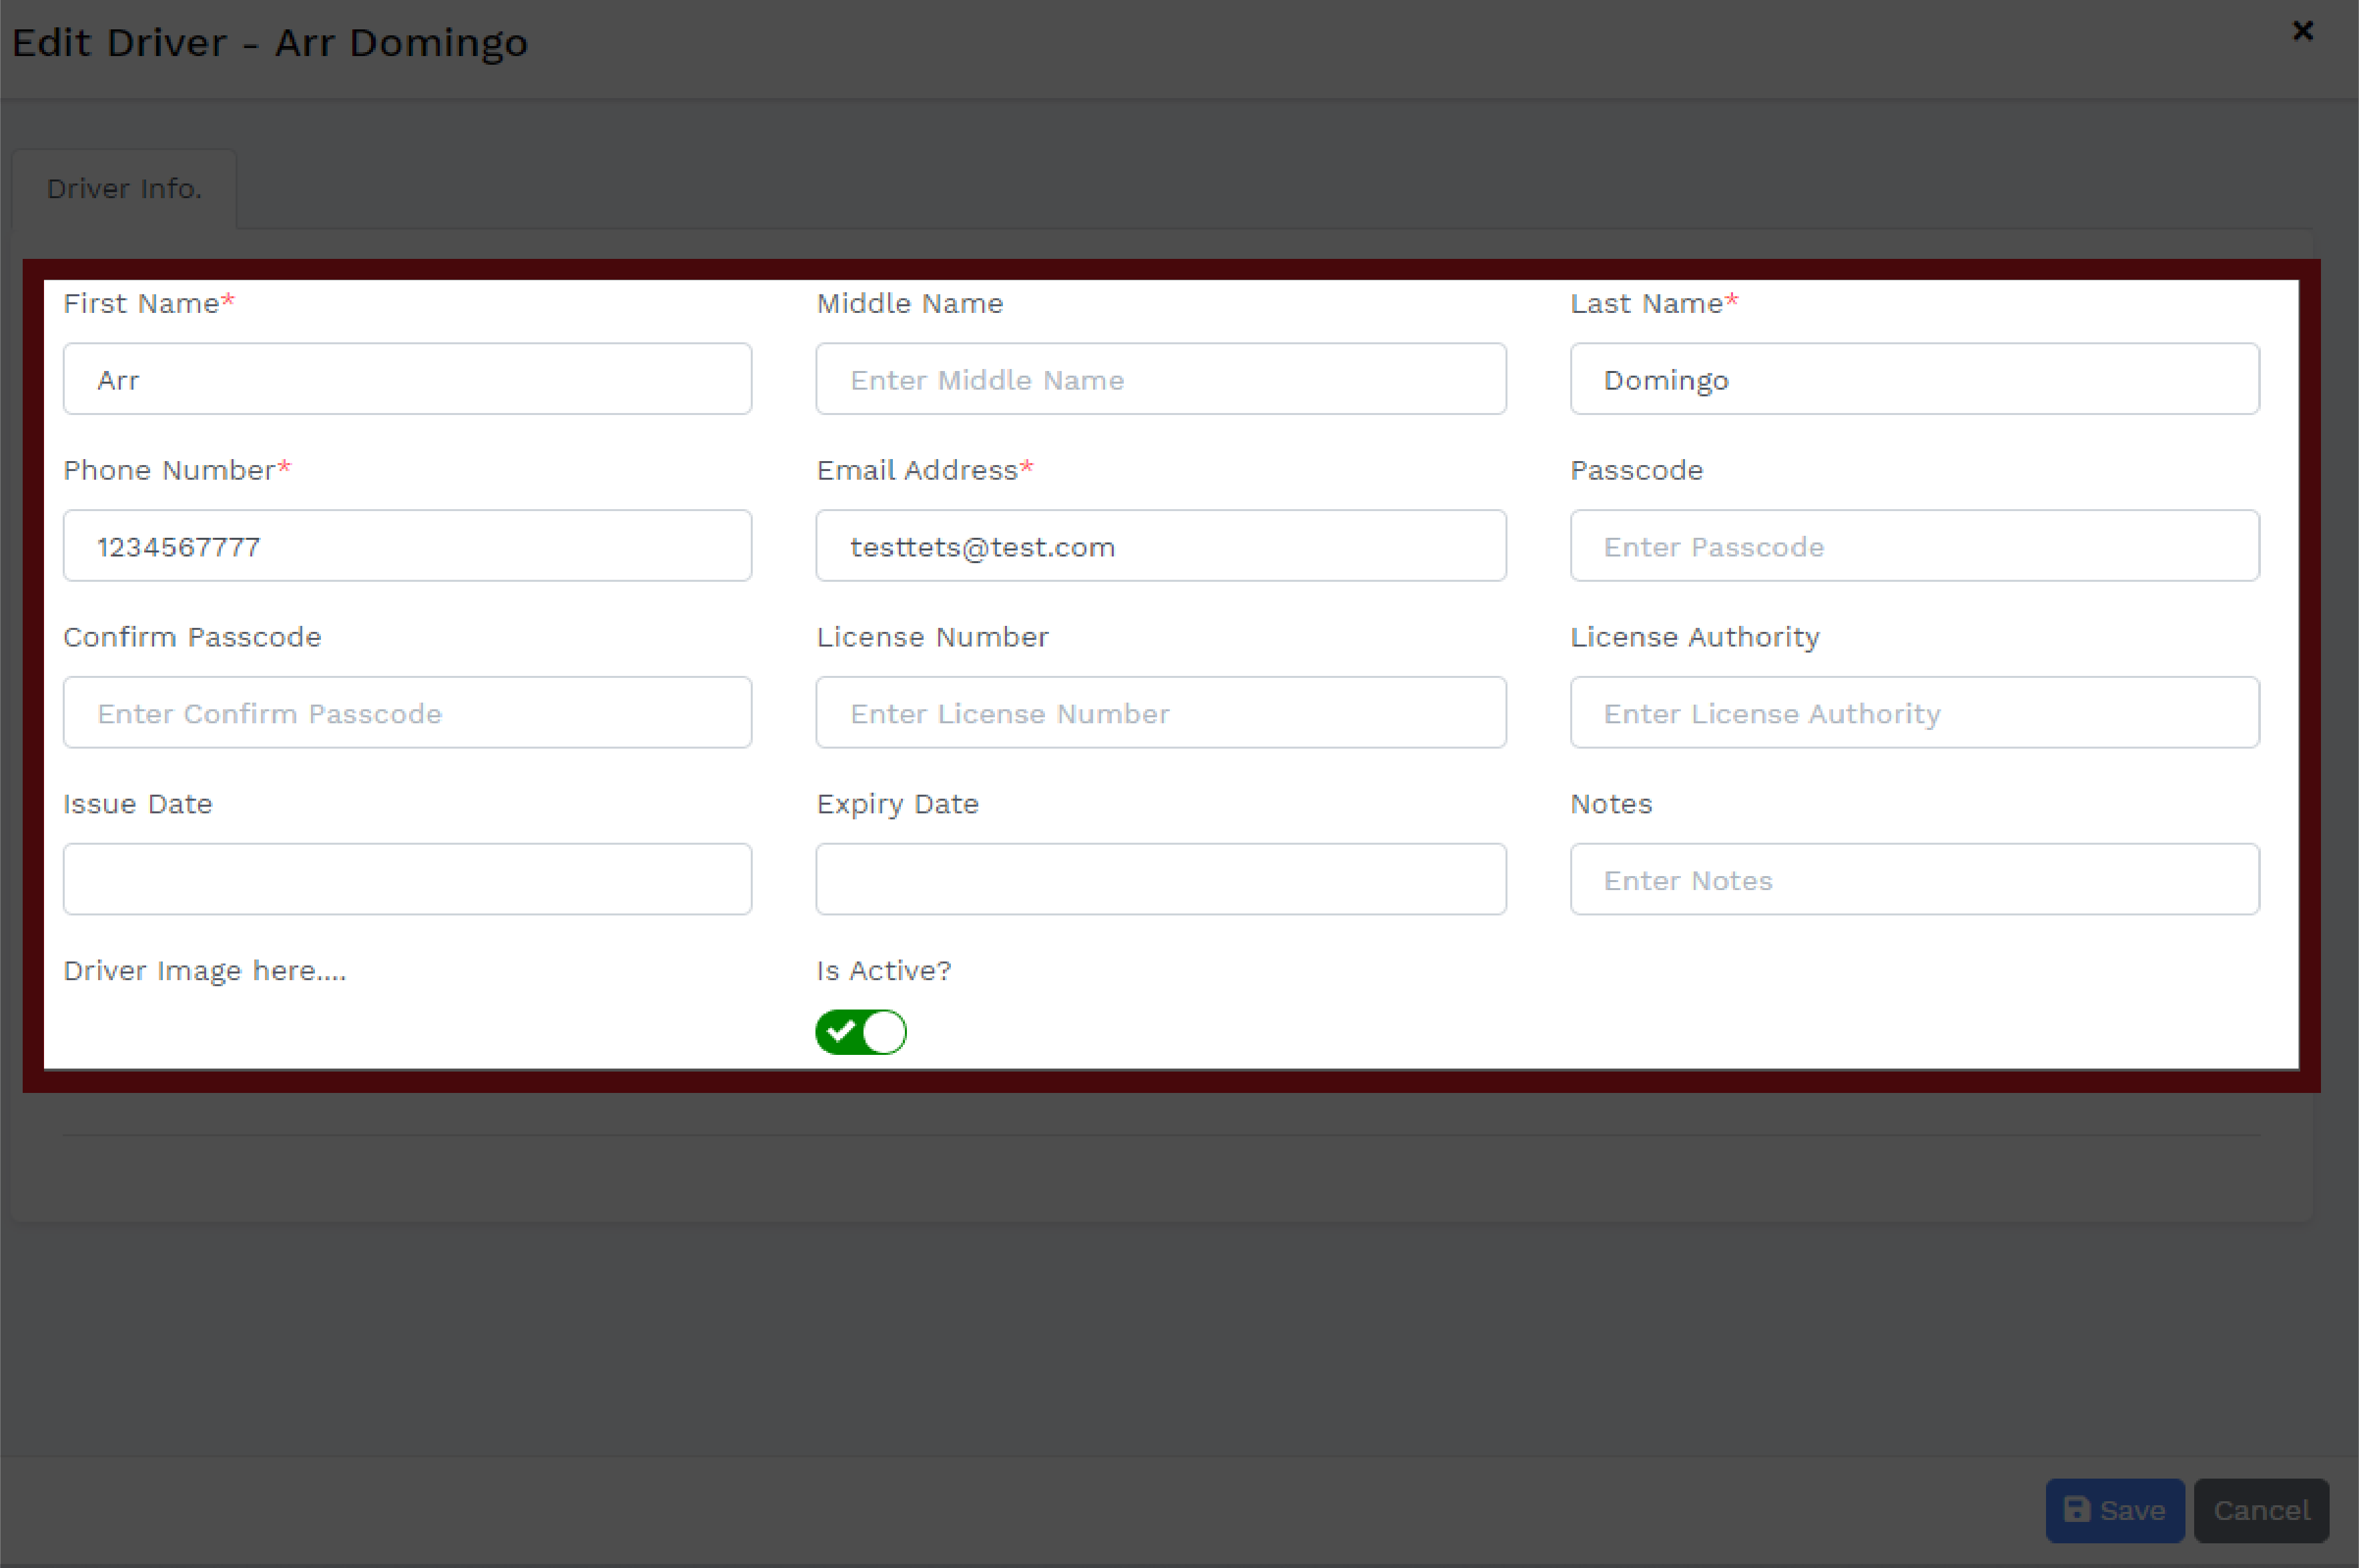 Edit Driver - Arr Domingo
Driver Info.
First Name* Middle Name Last Name*
Arr Enter Middle Name Domingo
Phone Number* Email Address* Passcode
1234567777 testtets@test.com Enter Passcode
Confirm Passcode License Number License Authority
Enter Confirm Passcode Enter License Number Enter License Authority
Issue Date Expiry Date Notes
Enter Notes
Driver Image here.... Is Active?
Save Cancel